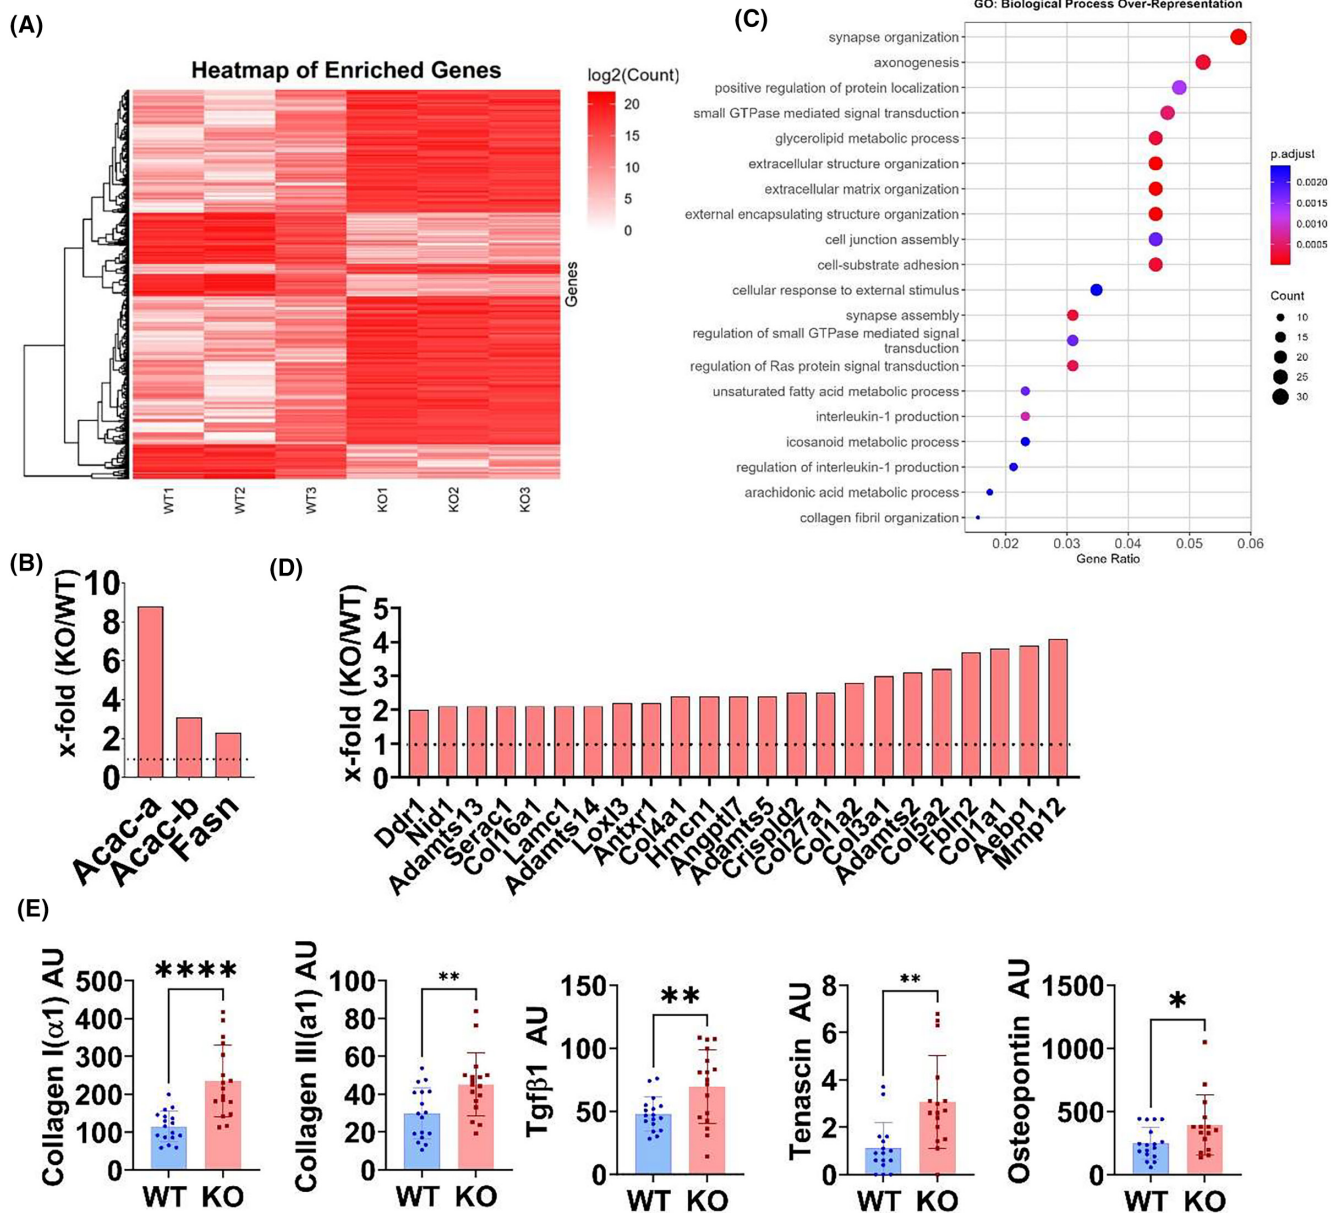 (A)
Heatmap of Enriched Genes
log2(Count)
20
15
10
5
0
Genes
WT1
WT2
WT3
KO1
KO2
KO3
(C)
GO: Biological Process Over-Representation
synapse organization
axonogenesis
positive regulation of protein localization
small GTPase mediated signal transduction
glycerolipid metabolic process
extracellular structure organization
extracellular matrix organization
external encapsulating structure organization
cell junction assembly
cell-substrate adhesion
cellular response to external stimulus
synapse assembly
regulation of small GTPase mediated signal
transduction
regulation of Ras protein signal transduction
unsaturated fatty acid metabolic process
interleukin-1 production
icosanoid metabolic process
regulation of interleukin-1 production
arachidonic acid metabolic process
collagen fibril organization
0.02
0.03
0.04
0.05
0.06
Gene Ratio
p.adjust
0.0020
0.0015
0.0010
0.0005
Count
10
15
20
25
30
(B)
x-fold (KO/WT)
10
8
6
4
2
0
Acac-a
Acac-b
Fasn
(D)
x-fold (KO/WT)
5
4
3
2
1
0
Ddr1
Nid1
Adamts13
Serac1
Col16a1
Lamc1
Adamts14
Loxl3
Antxr1
Col4a1
Hmcn1
Angptl7
Adamts5
Crispld2
Col27a1
Col1a2
Col3a1
Adamts2
Col5a2
Fbln2
Col1a1
Aebp1
Mmp12
(E)
Collagen I(α1) AU
500
400
300
200
100
0
****
WT
KO
Collagen III(a1) AU
100
80
60
40
20
0
**
WT
KO
Tgfβ1 AU
150
100
50
0
**
WT
KO
Tenascin AU
8
6
4
2
0
**
WT
KO
Osteopontin AU
1500
1000
500
0
*
WT
KO